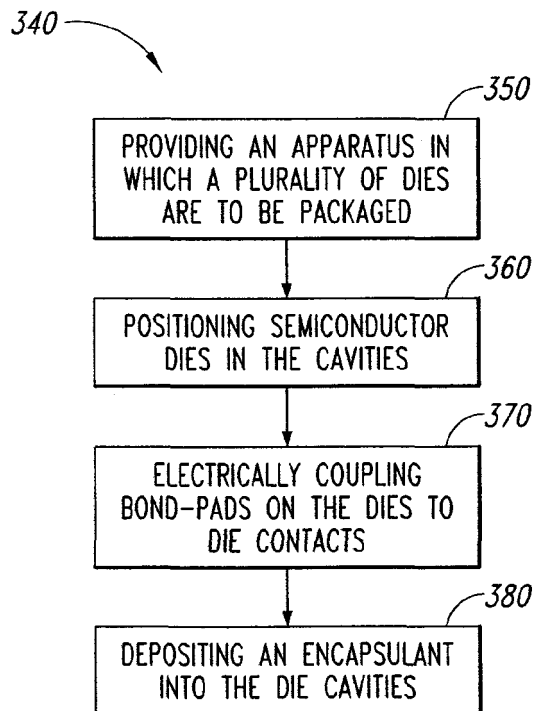 340
350
PROVIDING AN APPARATUS IN
WHICH A PLURALITY OF DIES
ARE TO BE PACKAGED
360
POSITIONING SEMICONDUCTOR
DIES IN THE CAVITIES
370
ELECTRICALLY COUPLING
BOND-PADS ON THE DIES TO
DIE CONTACTS
380
DEPOSITING AN ENCAPSULANT
INTO THE DIE CAVITIES